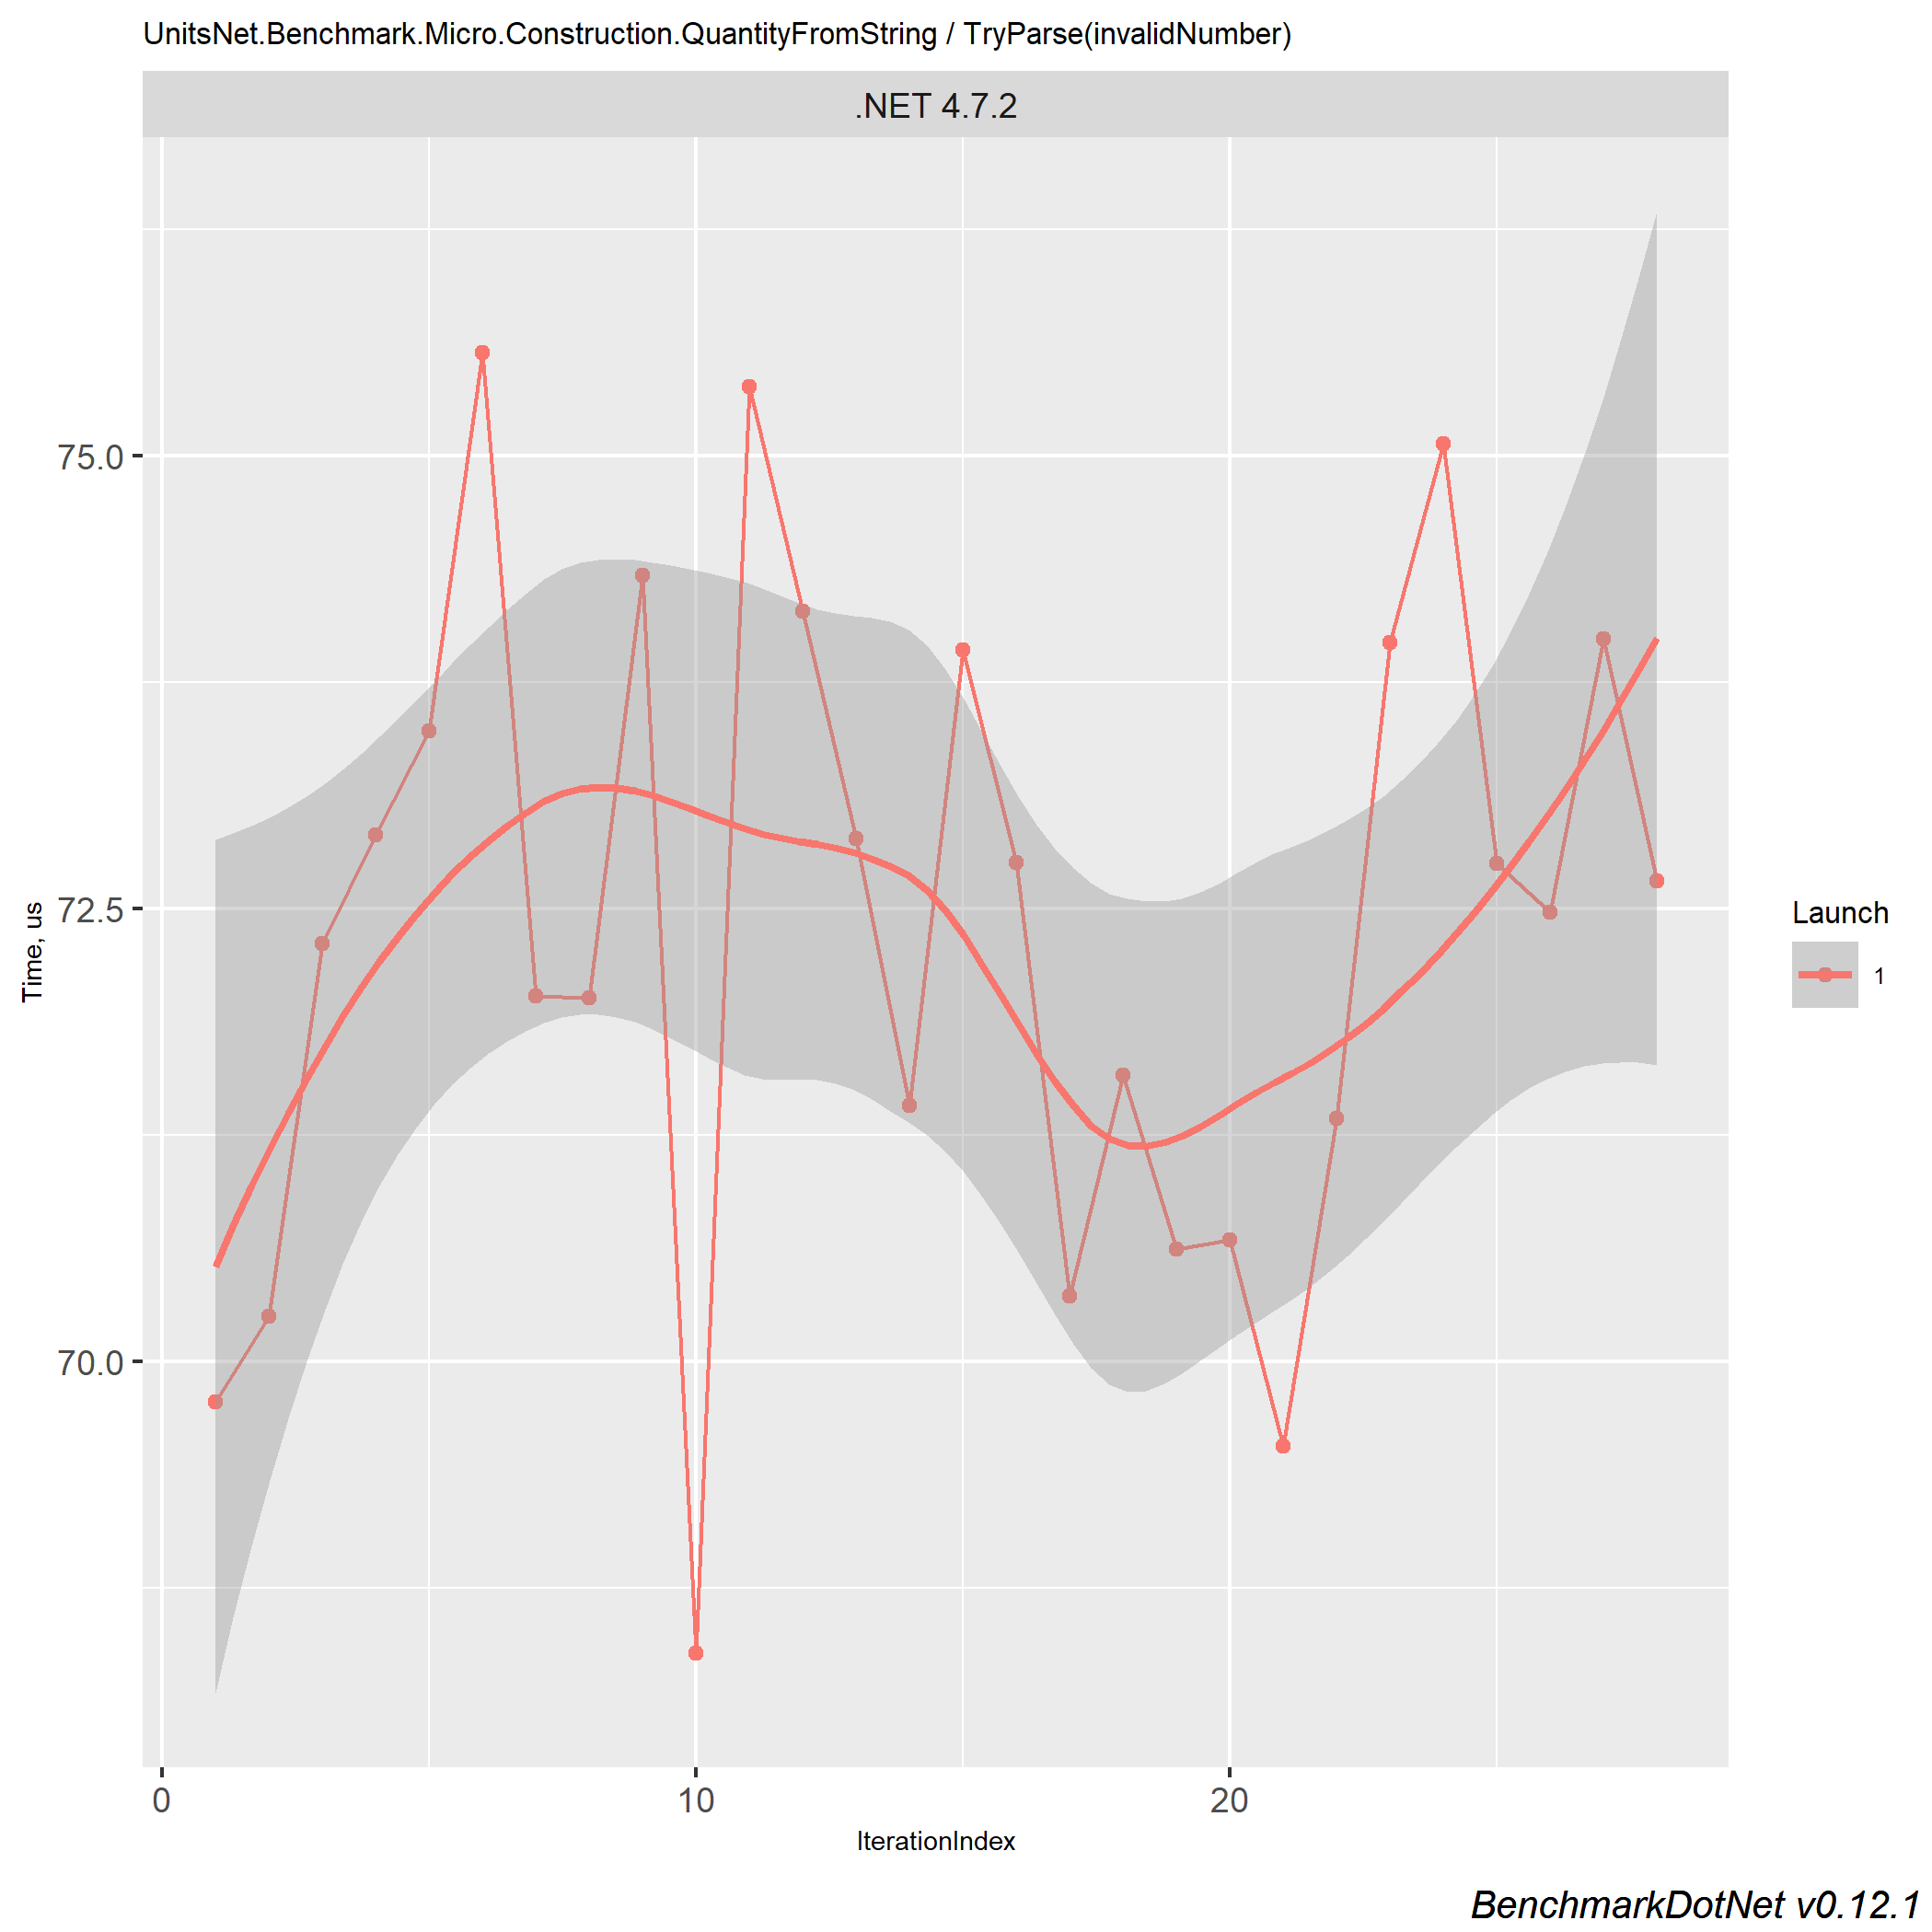 UnitsNet.Benchmark.Micro.Construction.QuantityFromString / TryParse(invalidNumber)
.NET 4.7.2
75.0
72.5
70.0
Time, us
0 10 20
IterationIndex
Launch
1
BenchmarkDotNet v0.12.1